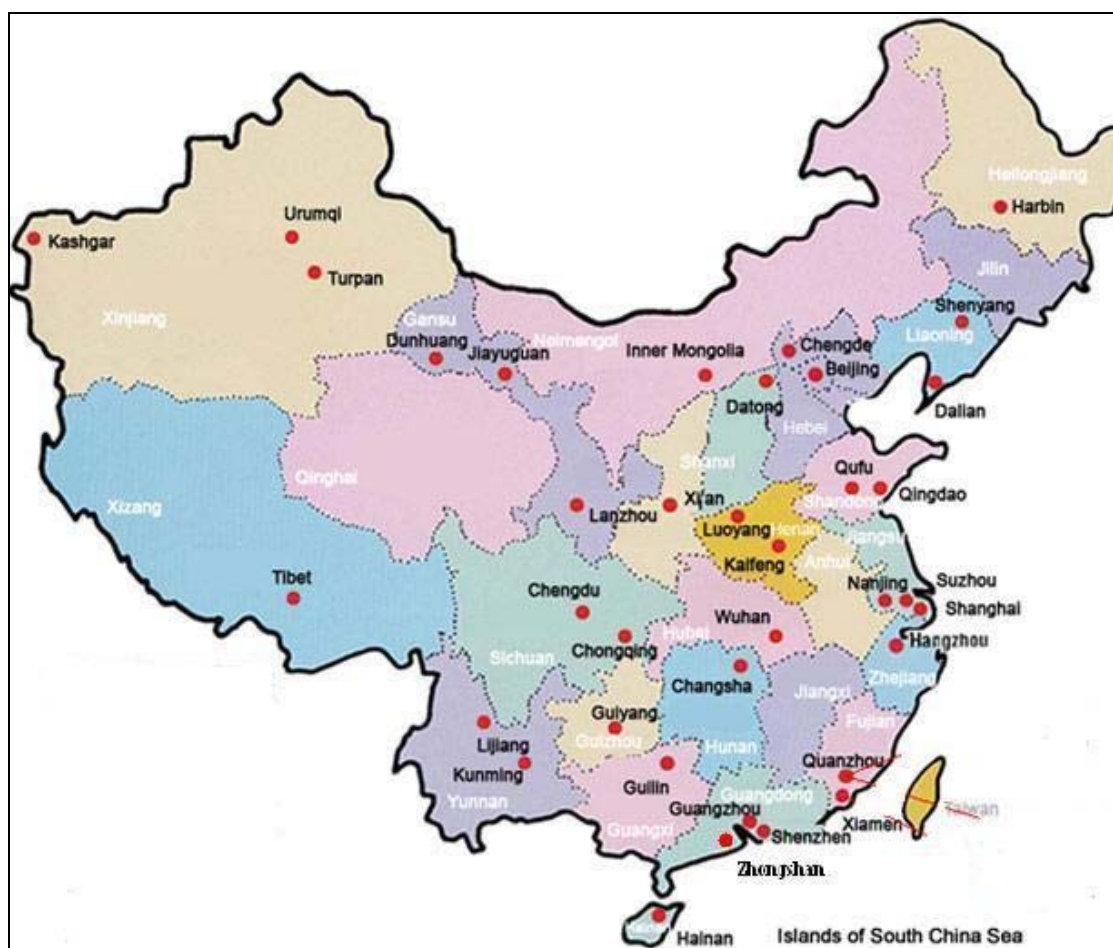 Heilongjiang
Harbin
Urumqi
Kashgar
Turpan
Jilin
Shenyang
Liaoning
Xinjiang
Gansu
Dunhuang
Jiayuguan
Neimengol
Inner Mongolia
Chengde
Beijing
Datong
Dalian
Hebei
Shanxi
Qinghai
Qufu
Shandong
Qingdao
Xizang
Lanzhou
Xi'an
Luoyang
Henan
Jiangsu
Kaifeng
Anhui
Tibet
Chengdu
Nanjing
Suzhou
Shanghai
Wuhan
Hubei
Hangzhou
Chongqing
Sichuan
Changsha
Jiangxi
Zhejiang
Guiyang
Guizhou
Fujian
Lijiang
Hunan
Kunming
Quanzhou
Guilin
Guangdong
Yunnan
Guangzhou
Taiwan
Guangxi
Xiamen
Shenzhen
Zhongshan
Hainan
Hainan
Islands of South China Sea